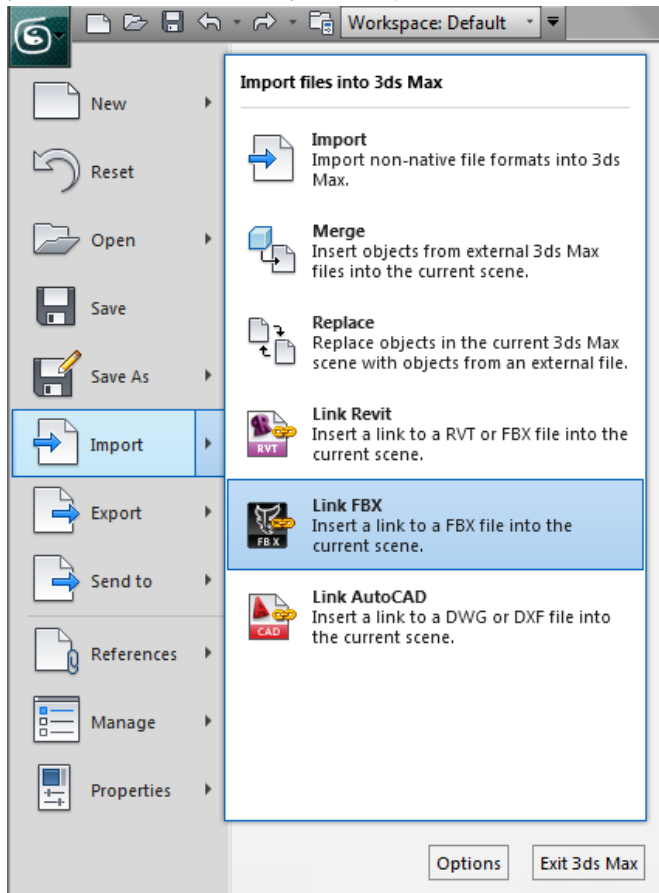 Workspace: Default
New
Reset
Open
Save
Save As
Import
Export
Send to
References
Manage
Properties
Import files into 3ds Max
Import
Import non-native file formats into 3ds
Max.
Merge
Insert objects from external 3ds Max
files into the current scene.
Replace
Replace objects in the current 3ds Max
scene with objects from an external file.
RVT
Link Revit
Insert a link to a RVT or FBX file into the
current scene.
FBX
Link FBX
Insert a link to a FBX file into the
current scene.
CAD
Link AutoCAD
Insert a link to a DWG or DXF file into
the current scene.
Options
Exit 3ds Max